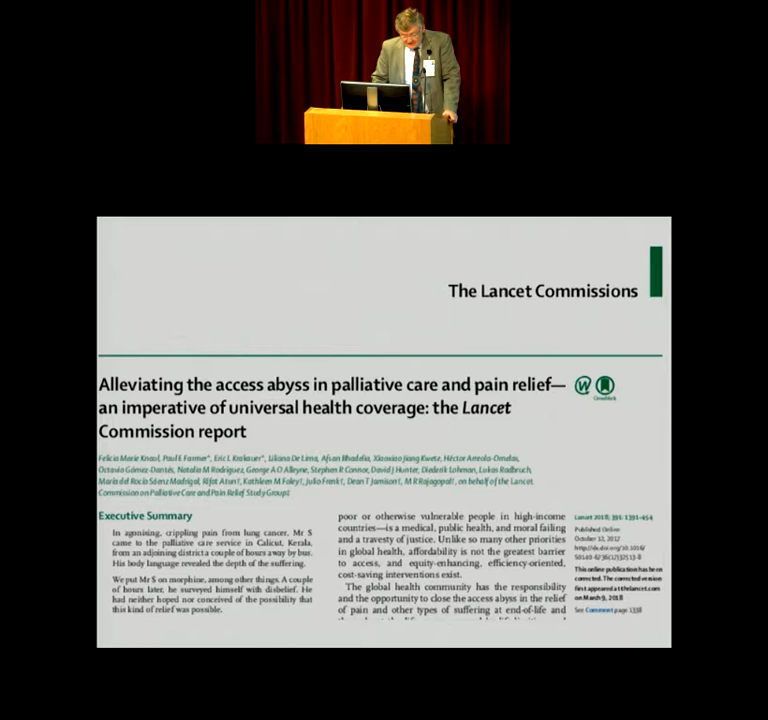 The Lancet Commissions
Alleviating the access abyss in palliative care and pain relief—
an imperative of universal health coverage: the Lancet
Commission report
Felicia Marie Knaul, Paul E Farmer*, Eric L Krakauer*, Liliana De Lima, Afsan Bhadelia, Xiaoxiao Jiang Kwete, Héctor Arreola-Ornelas,
Octavio Gómez-Dantés, Natalia M Rodriguez, George A O Alleyne, Stephen R Connor, David J Hunter, Diederik Lohman, Lukas Radbruch,
María del Rocío Sáenz Madrigal, Rifat Atun†, Kathleen M Foley†, Julio Frenk†, Dean T Jamison†, M R Rajagopal†, on behalf of the Lancet
Commission on Palliative Care and Pain Relief Study Group‡
Executive Summary
In agonising, crippling pain from lung cancer, Mr S
came to the palliative care service in Calicut, Kerala,
from an adjoining district a couple of hours away by bus.
His body language revealed the depth of the suffering.
We put Mr S on morphine, among other things. A couple
of hours later, he surveyed himself with disbelief. He
had neither hoped nor conceived of the possibility that
this kind of relief was possible.
poor or otherwise vulnerable people in high-income
countries—is a medical, public health, and moral failing
and a travesty of justice. Unlike so many other priorities
in global health, affordability is not the greatest barrier
to access, and equity-enhancing, efficiency-oriented,
cost-saving interventions exist.
The global health community has the responsibility
and the opportunity to close the access abyss in the relief
of pain and other types of suffering at end-of-life and
CrossMark
Lancet 2018; 391: 1391–454
Published Online
October 12, 2017
http://dx.doi.org/10.1016/
S0140-6736(17)32513-8
This online publication has been
corrected. The corrected version
first appeared at thelancet.com
on March 9, 2018
See Comment page 1338